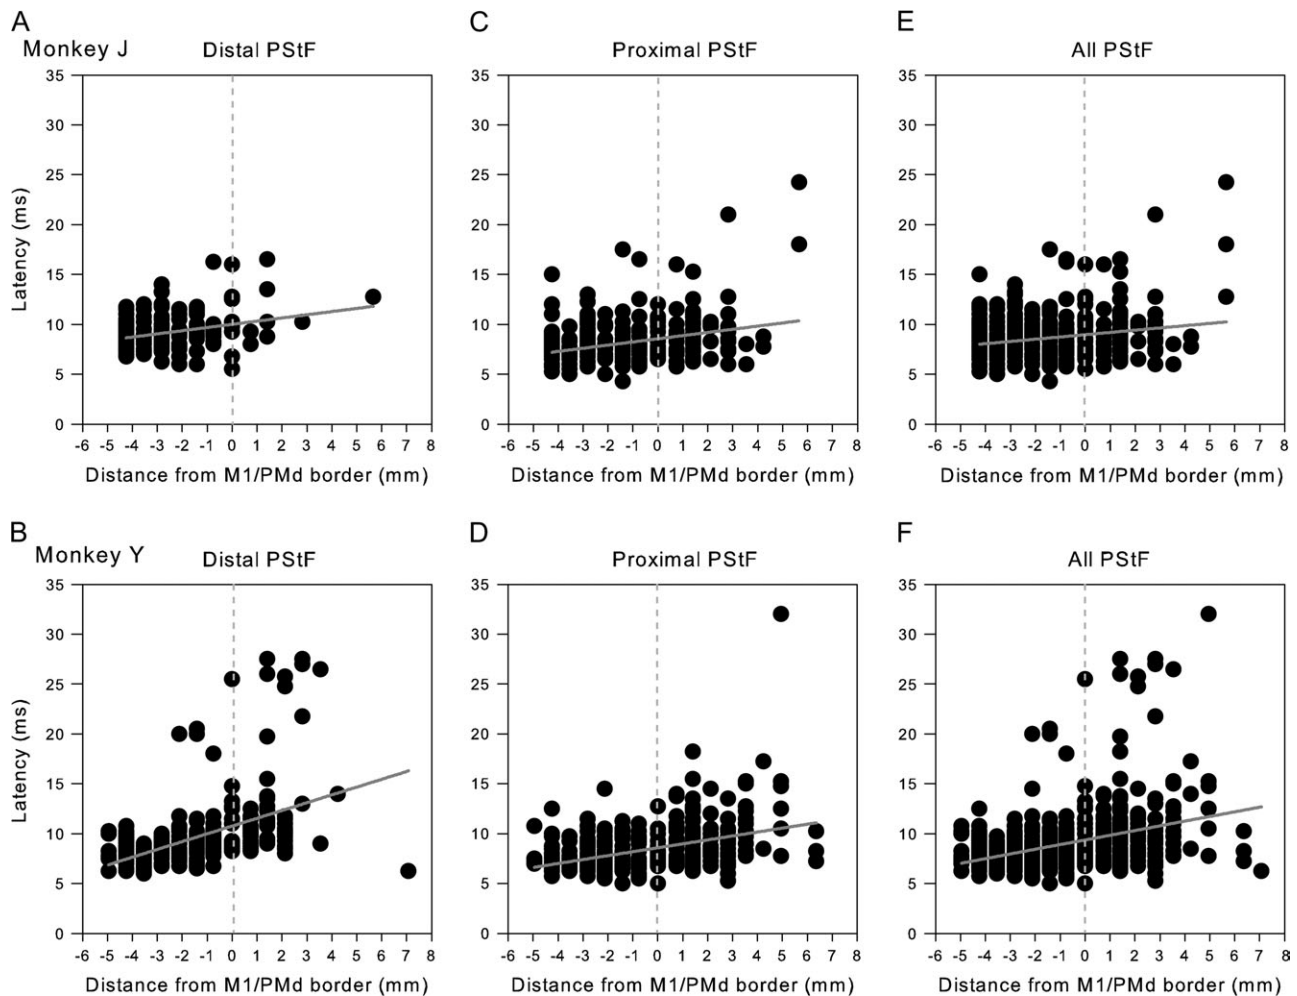 A C E
Monkey J Distal PStF Proximal PStF All PStF
35 35 35
30 30 30
25 25 25
Latency (ms) 20 20 20
15 15 15
10 10 10
5 5 5
0 0 0
-6 -5 -4 -3 -2 -1 0 1 2 3 4 5 6 7 8 -6 -5 -4 -3 -2 -1 0 1 2 3 4 5 6 7 8 -6 -5 -4 -3 -2 -1 0 1 2 3 4 5 6 7 8
Distance from M1/PMd border (mm) Distance from M1/PMd border (mm) Distance from M1/PMd border (mm)
B D F
Monkey Y Distal PStF Proximal PStF All PStF
35 35 35
30 30 30
25 25 25
Latency (ms) 20 20 20
15 15 15
10 10 10
5 5 5
0 0 0
-6 -5 -4 -3 -2 -1 0 1 2 3 4 5 6 7 8 -6 -5 -4 -3 -2 -1 0 1 2 3 4 5 6 7 8 -6 -5 -4 -3 -2 -1 0 1 2 3 4 5 6 7 8
Distance from M1/PMd border (mm) Distance from M1/PMd border (mm) Distance from M1/PMd border (mm)